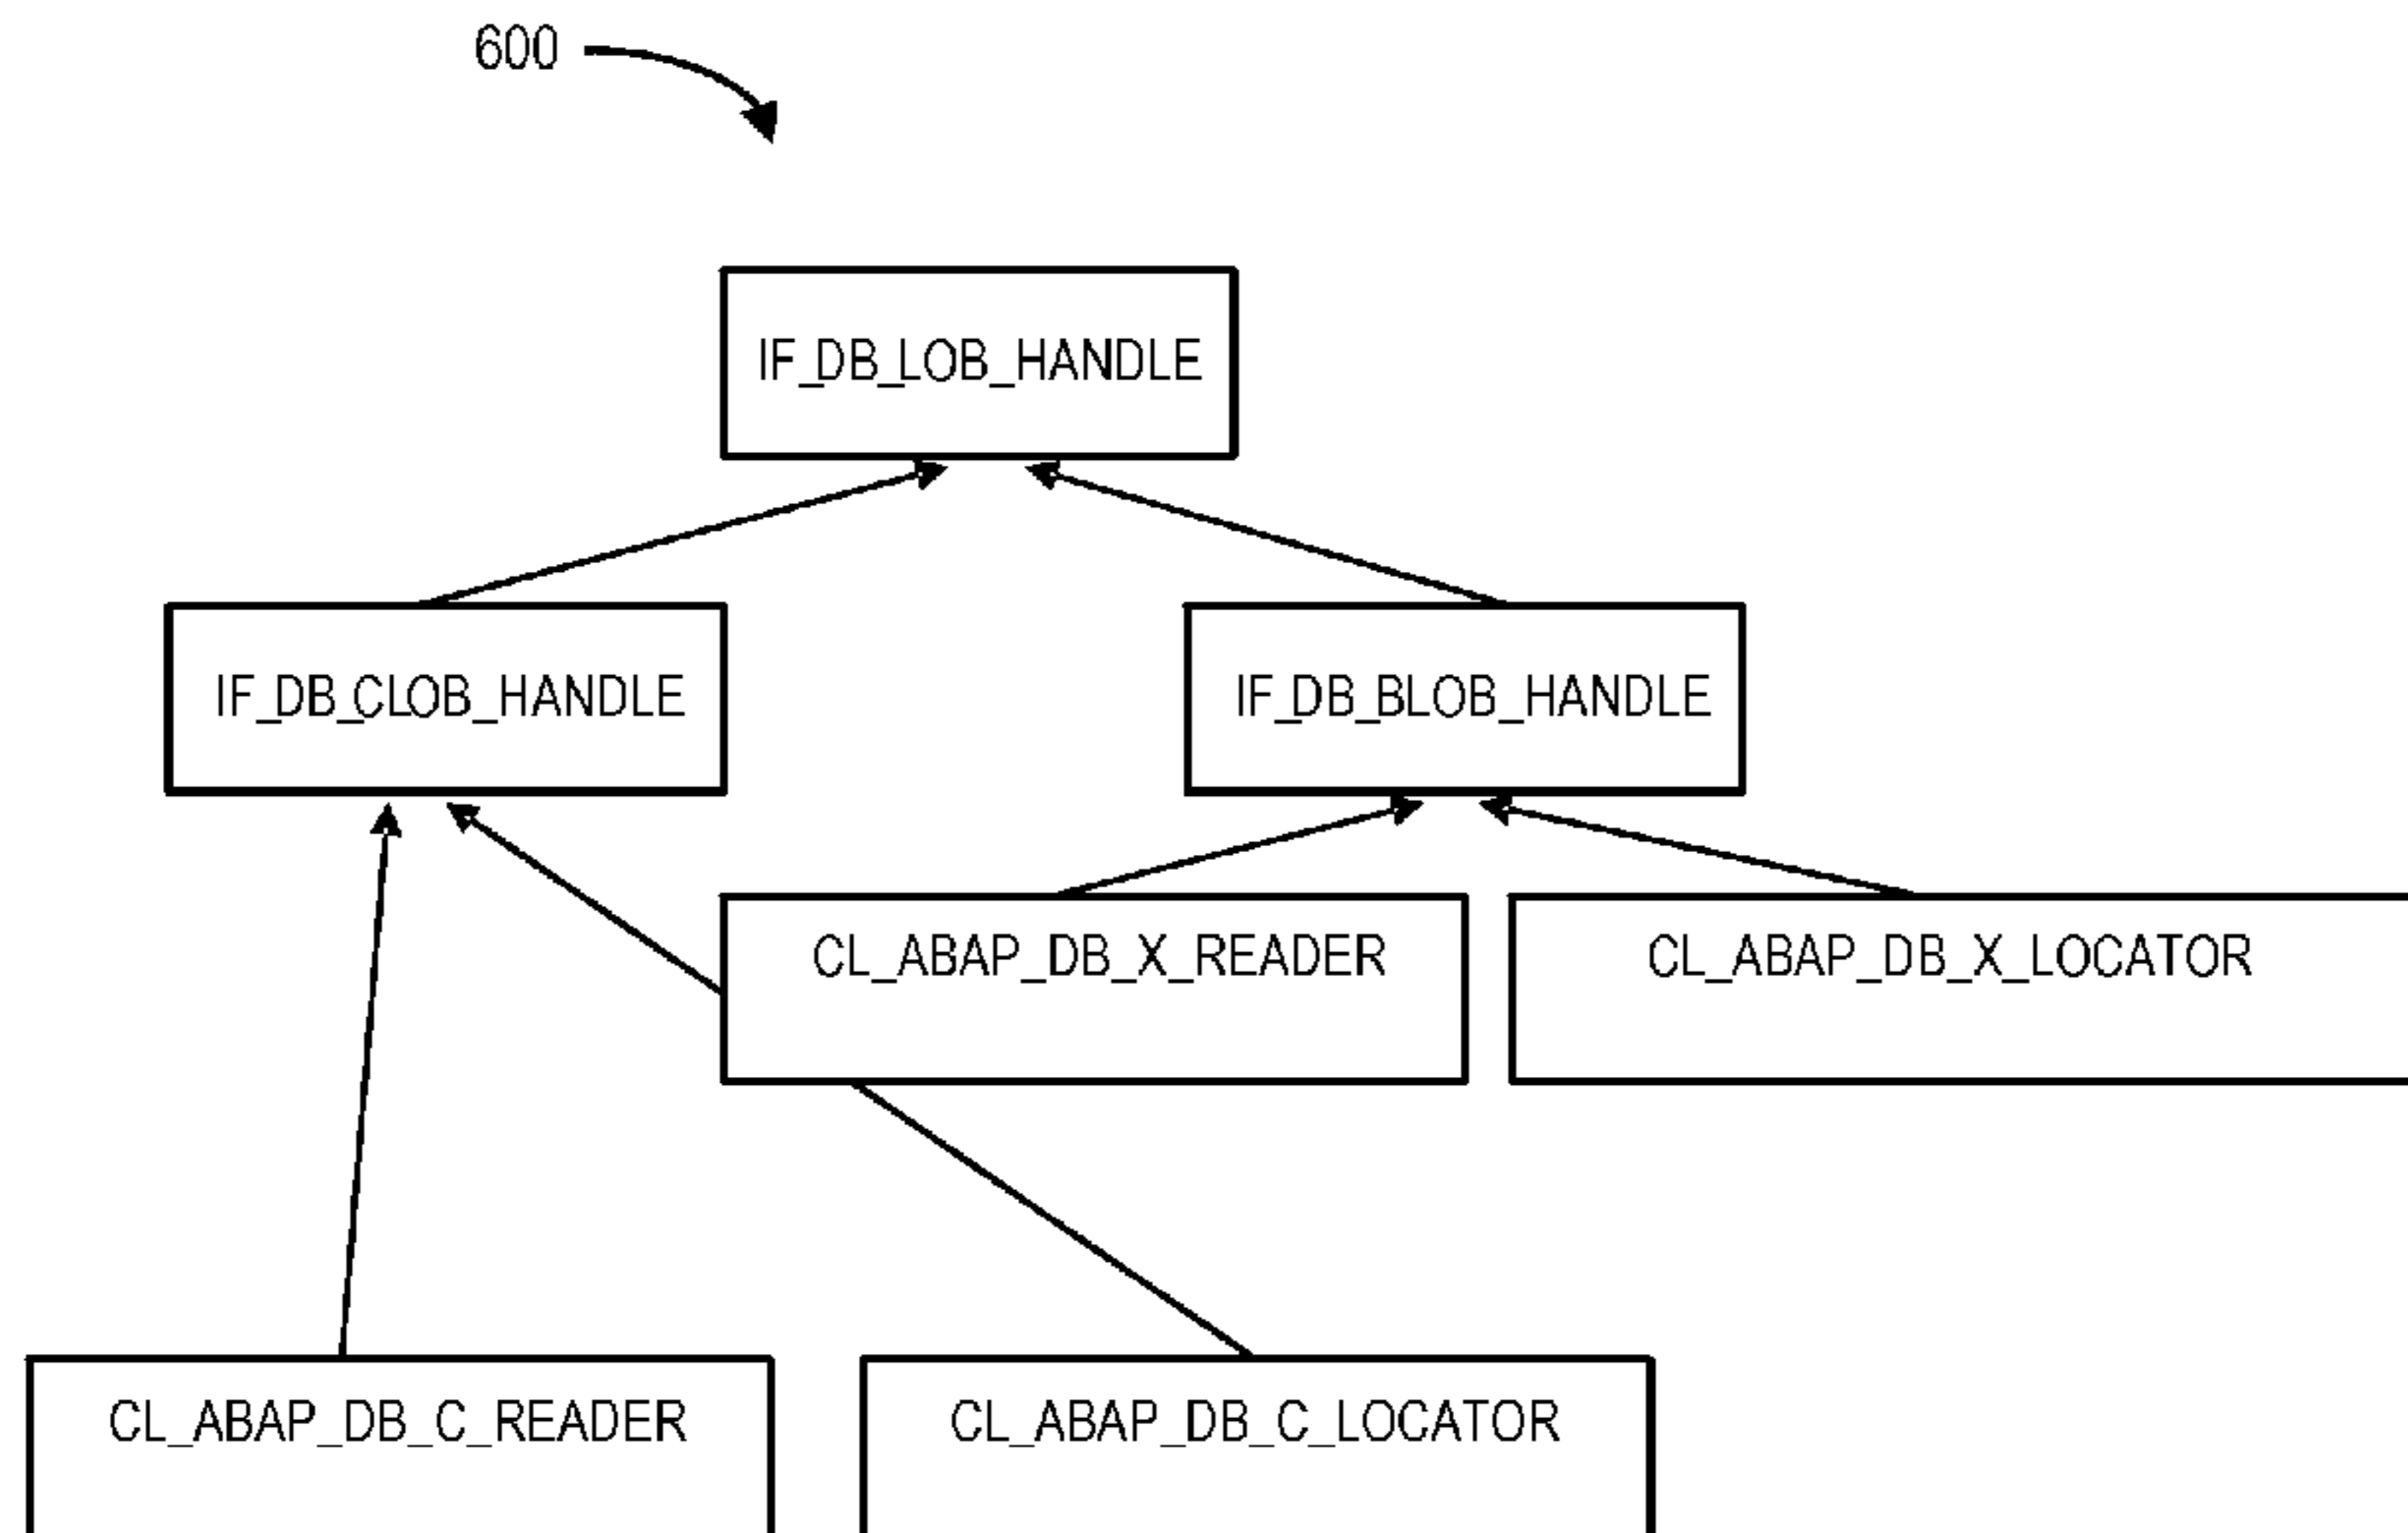 600
IF_DB_LOB_HANDLE
IF_DB_CLOB_HANDLE
IF_DB_BLOB_HANDLE
CL_ABAP_DB_X_READER
CL_ABAP_DB_X_LOCATOR
CL_ABAP_DB_C_READER
CL_ABAP_DB_C_LOCATOR